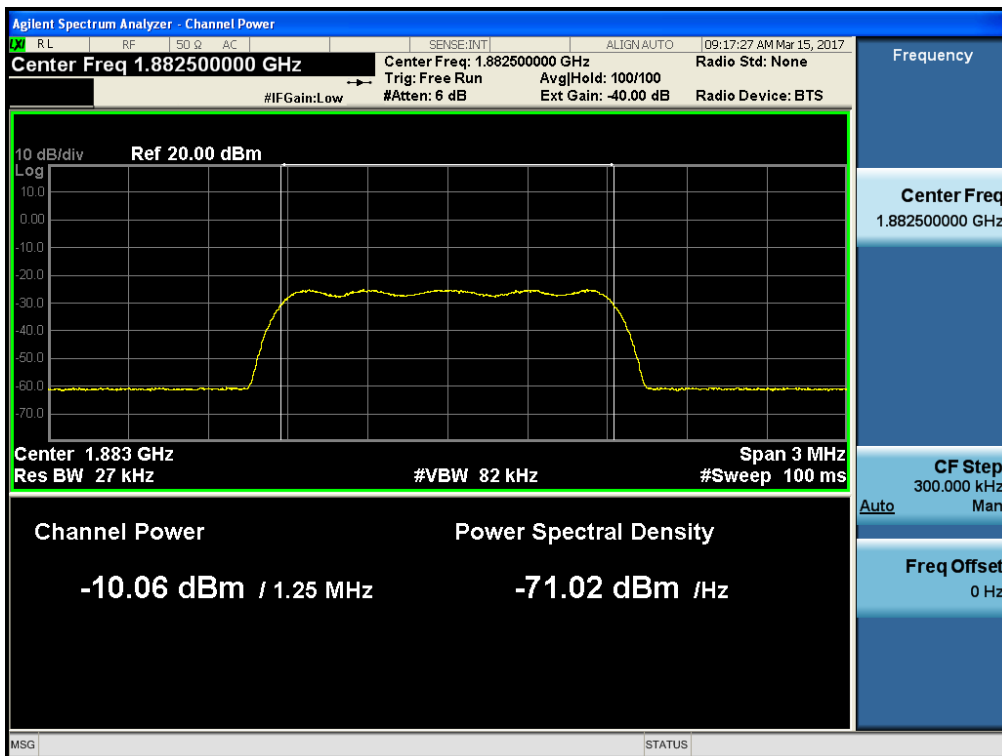 Agilent Spectrum Analyzer - Channel Power
LXI RL RF 50 Ω AC SENSE:INT ALIGN AUTO 09:17:27 AM Mar 15, 2017
Center Freq 1.882500000 GHz
Center Freq: 1.882500000 GHz Radio Std: None
Trig: Free Run Avg|Hold: 100/100
#IFGain:Low #Atten: 6 dB Ext Gain: -40.00 dB Radio Device: BTS
10 dB/div Ref 20.00 dBm
Log
10.0
0.00
-10.0
-20.0
-30.0
-40.0
-50.0
-60.0
-70.0
Center 1.883 GHz Span 3 MHz
Res BW 27 kHz #VBW 82 kHz #Sweep 100 ms
Channel Power Power Spectral Density
-10.06 dBm / 1.25 MHz -71.02 dBm /Hz
Frequency
Center Freq
1.882500000 GHz
CF Step
300.000 kHz
Auto Man
Freq Offset
0 Hz
MSG STATUS